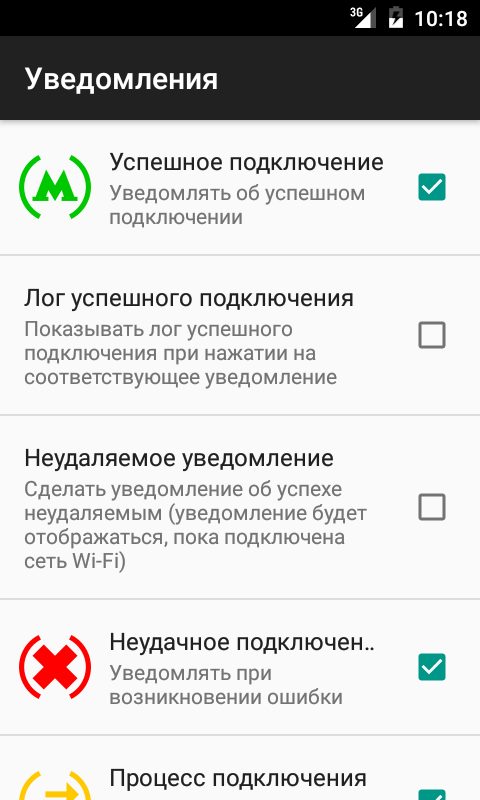 3G 10:18
Уведомления
Успешное подключение
Уведомлять об успешном
подключении
Лог успешного подключения
Показывать лог успешного
подключения при нажатии на
соответствующее уведомление
Неудаляемое уведомление
Сделать уведомление об успехе
неудаляемым (уведомление будет
отображаться, пока подключена
сеть Wi-Fi)
Неудачное подключен..
Уведомлять при
возникновении ошибки
Процесс подключения